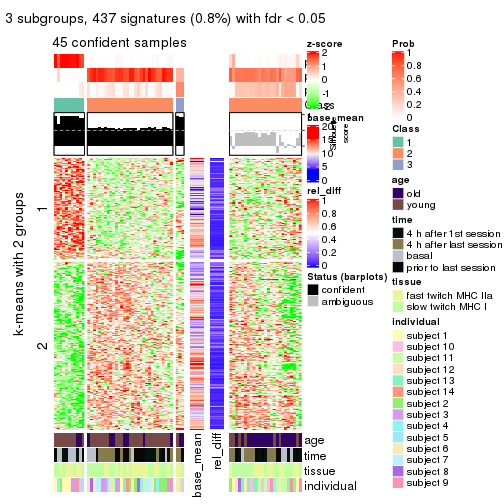 3 subgroups, 437 signatures (0.8%) with fdr < 0.05
45 confident samples
k-means with 2 groups
1
2
z-score
2
1
0
-1
-2
base_mean
20
15
10
5
0
rel_diff
1
0.8
0.6
0.4
0.2
0
Status (barplots)
confident
ambiguous
Class
score
base_mean
rel_diff
age
time
tissue
individual
Prob
1
0.8
0.6
0.4
0.2
0
Class
1
2
3
age
old
young
time
4 h after 1st session
4 h after last session
basal
prior to last session
tissue
fast twitch MHC IIa
slow twitch MHC I
individual
subject 1
subject 10
subject 11
subject 12
subject 13
subject 14
subject 2
subject 3
subject 4
subject 5
subject 6
subject 7
subject 8
subject 9